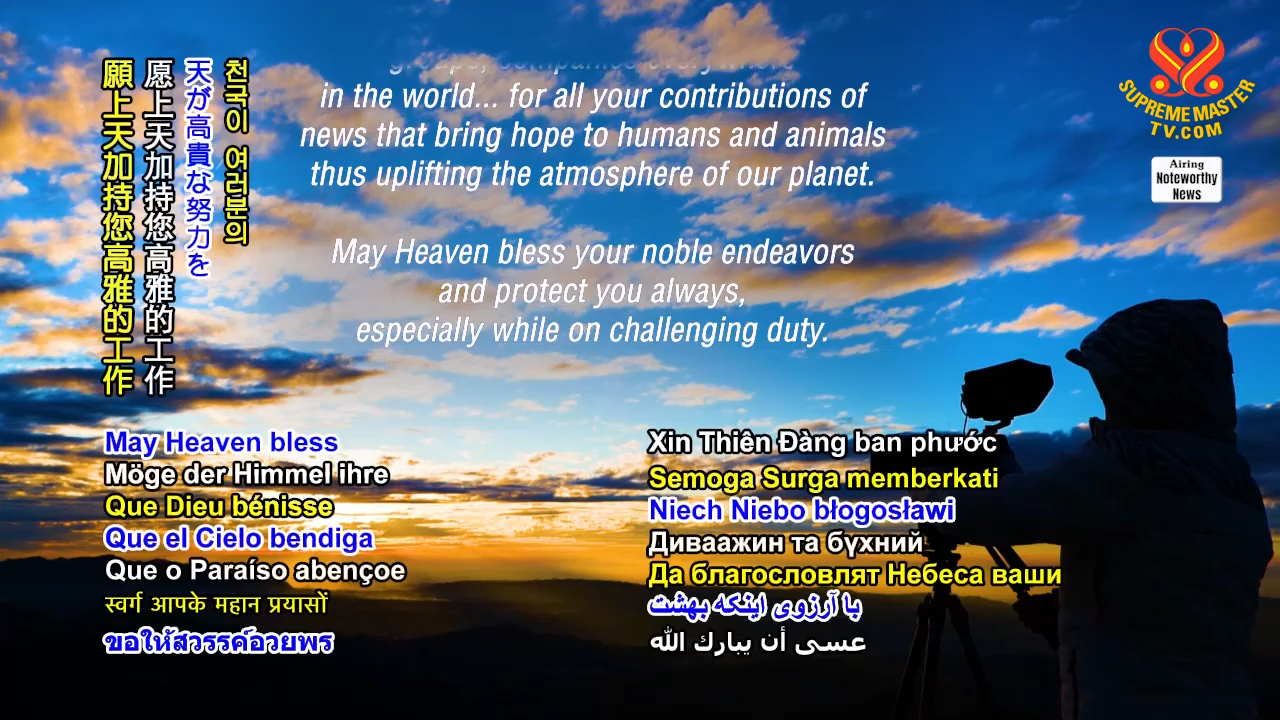 願上天加持您高雅的工作
愿上天加持您高雅的工作
天が高貴な努力を
천국이 여러분의
groups, companies everywhere
in the world... for all your contributions of
news that bring hope to humans and animals
thus uplifting the atmosphere of our planet.
May Heaven bless your noble endeavors
and protect you always,
especially while on challenging duty.
SUPREME MASTER
TV.COM
Airing
Noteworthy
News
May Heaven bless
Möge der Himmel ihre
Que Dieu bénisse
Que el Cielo bendiga
Que o Paraíso abençoe
स्वर्ग आपके महान प्रयासों
ขอให้สวรรค์อวยพร
Xin Thiên Đàng ban phước
Semoga Surga memberkati
Niech Niebo błogosławi
Диваажин та бүхний
Да благословлят Небеса ваши
با آرزوی اینکه بهشت
عسى أن يبارك الله